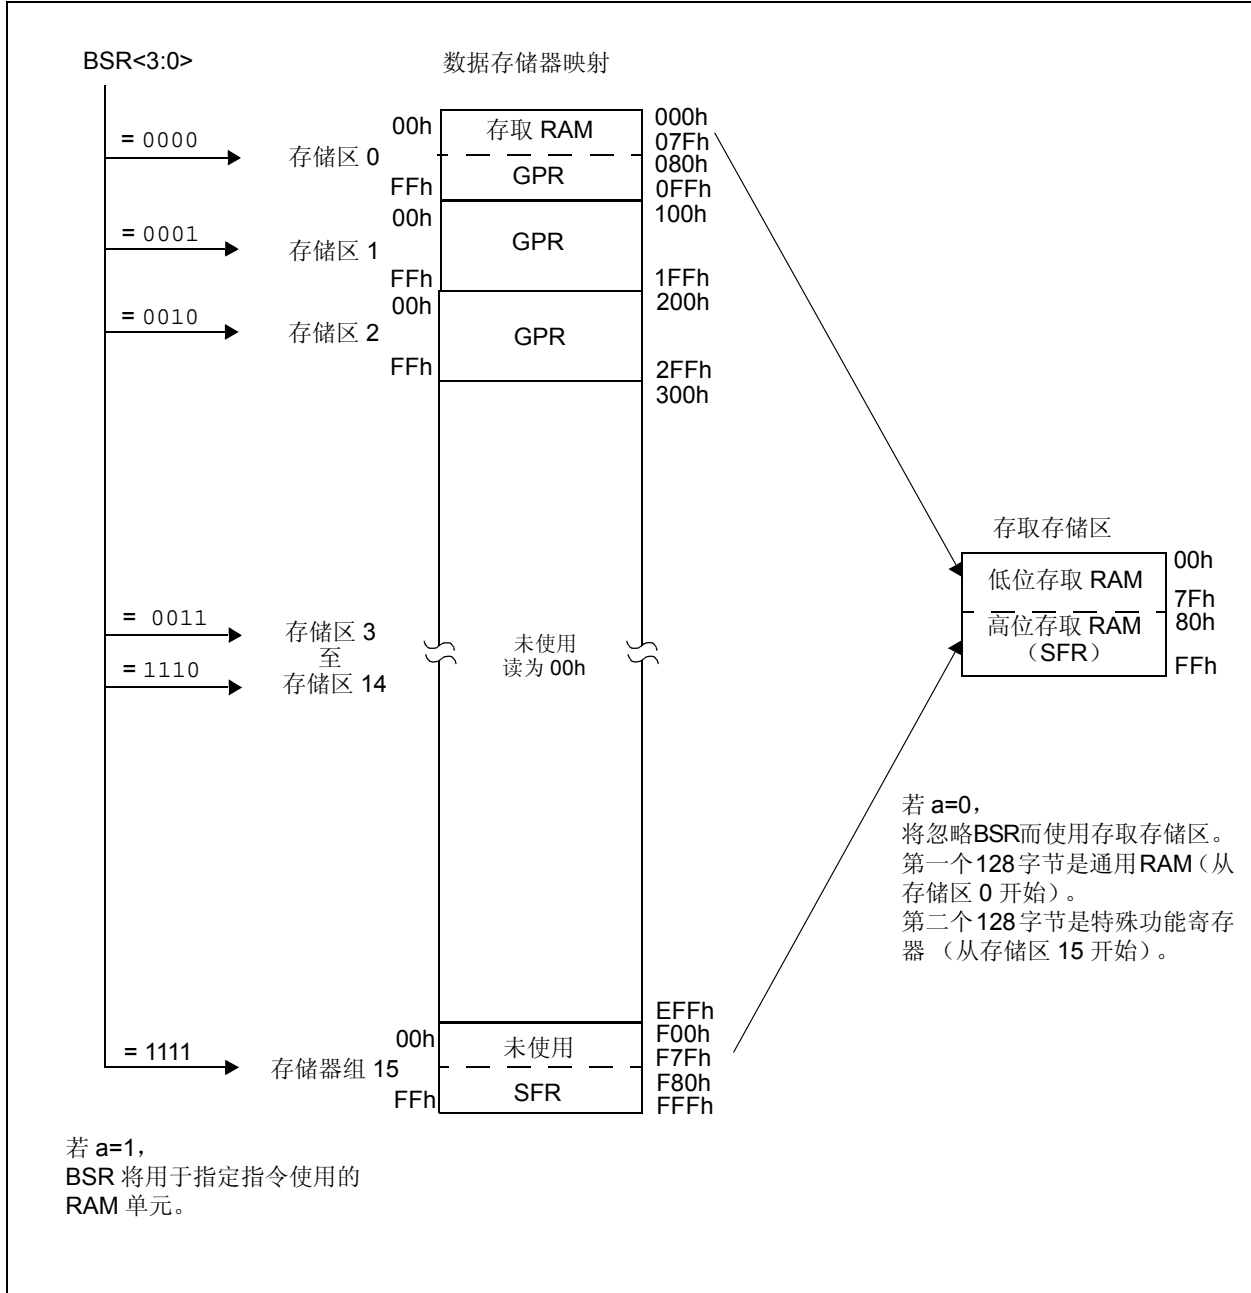 BSR<3:0>
数据存储器映射
= 0000
存储区 0
00h
FFh
存取 RAM
GPR
000h
07Fh
080h
0FFh
= 0001
存储区 1
00h
FFh
GPR
100h
1FFh
= 0010
存储区 2
00h
FFh
GPR
200h
2FFh
300h
= 0011
存储区 3
至
= 1110
存储区 14
未使用
读为 00h
存取存储区
低位存取 RAM
高位存取 RAM
（SFR）
00h
7Fh
80h
FFh
若 a=0，
将忽略BSR而使用存取存储区。
第一个128字节是通用RAM（从
存储区 0 开始）。
第二个128字节是特殊功能寄存
器 （从存储区 15 开始）。
= 1111
存储器组 15
00h
FFh
未使用
SFR
EFFh
F00h
F7Fh
F80h
FFFh
若 a=1，
BSR 将用于指定指令使用的
RAM 单元。